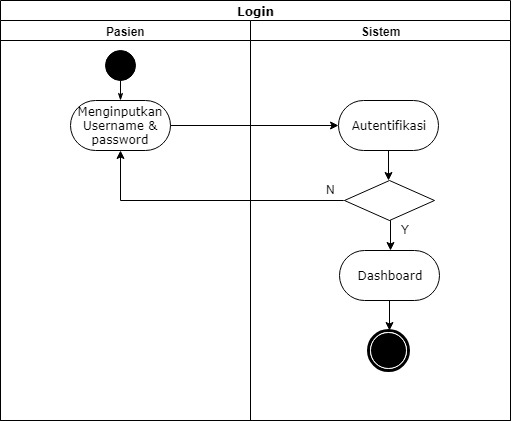 Login
Pasien
Sistem
Menginputkan
Username &
password
Autentifikasi
N
Y
Dashboard